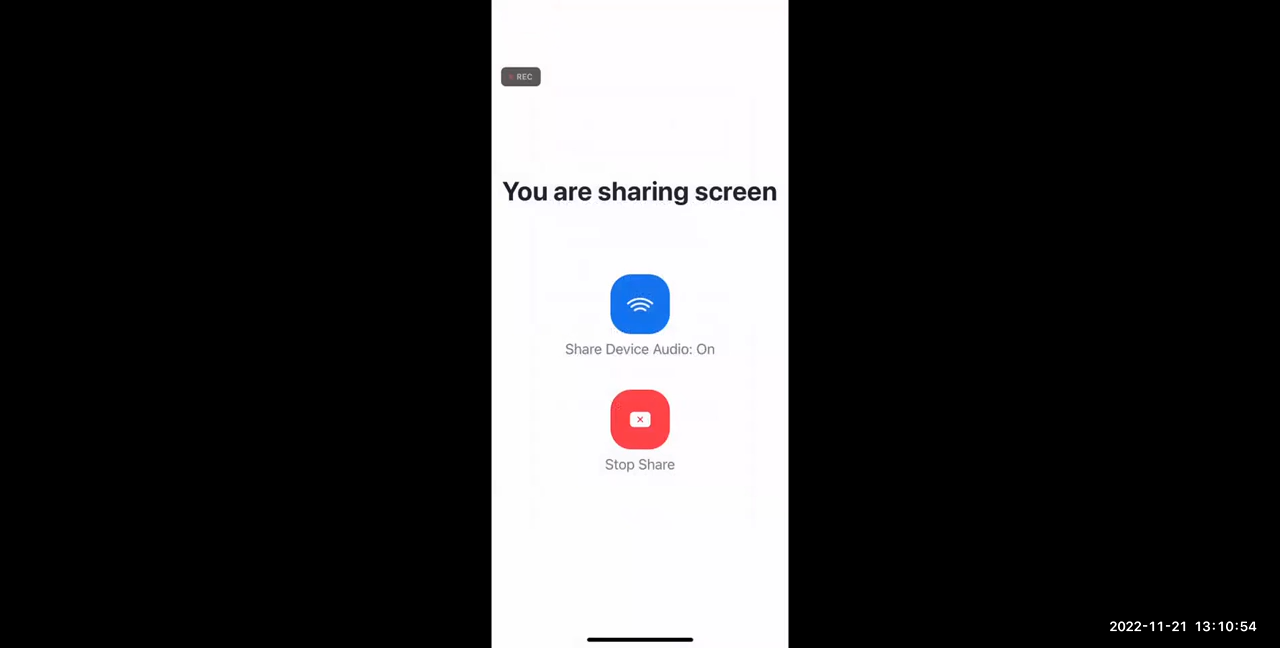 REC
You are sharing screen
Share Device Audio: On
Stop Share
2022-11-21 13:10:54